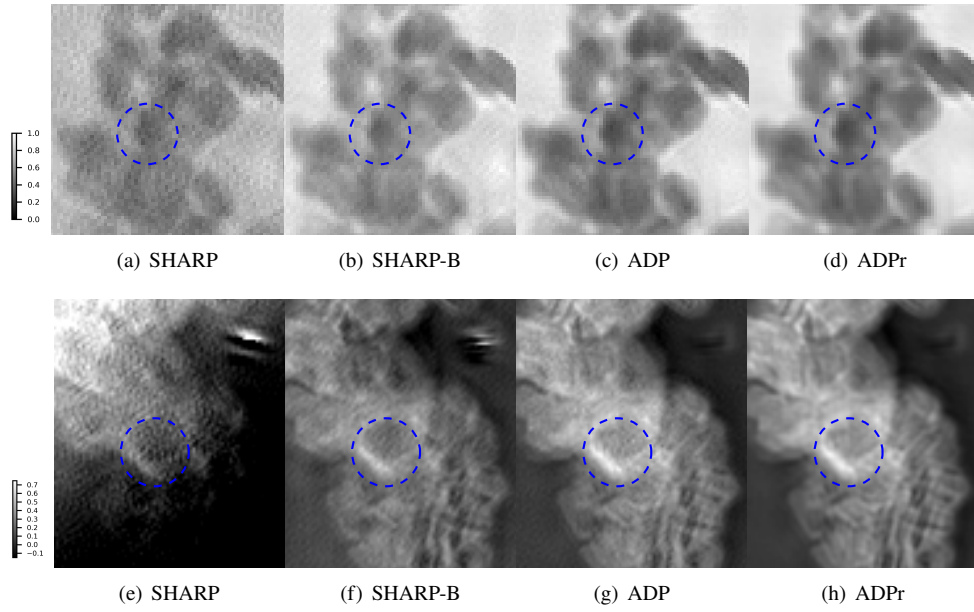 1.0
0.8
0.6
0.4
0.2
0.0
(a) SHARP
(b) SHARP-B
(c) ADP
(d) ADPr
0.7
0.6
0.5
0.4
0.3
0.2
0.1
0.0
−0.1
(e) SHARP
(f) SHARP-B
(g) ADP
(h) ADPr